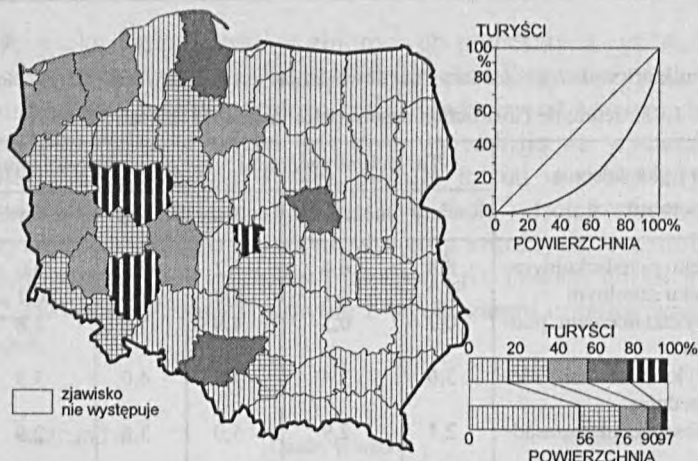 TURYŚCI
100
%
80
60
40
20
0
0 20 40 60 80 100%
POWIERZCHNIA
TURYŚCI
0 20 40 60 80 100%
0 56 76 90 97
POWIERZCHNIA
zjawisko
nie występuje